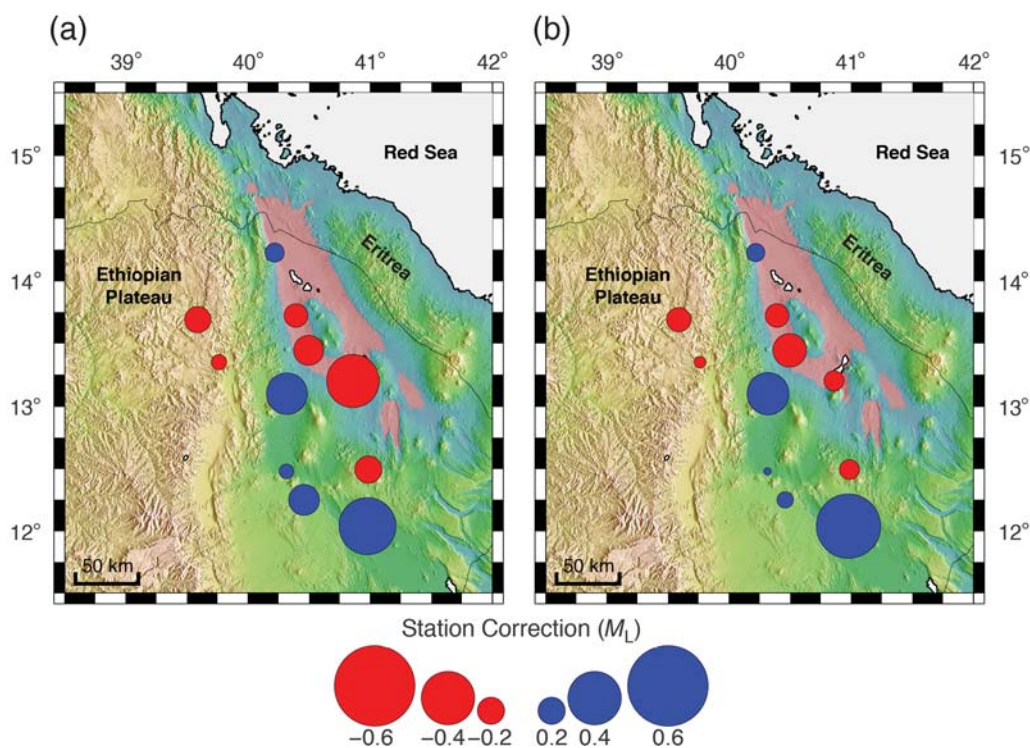 (a) (b)
39° 40° 41° 42° 39° 40° 41° 42°
Red Sea Red Sea
15° 15°
Eritrea Eritrea
14° 14°
Ethiopian Ethiopian
Plateau Plateau
13° 13°
12° 12°
50 km 50 km
Station Correction (ML)
−0.6 −0.4 −0.2 0.2 0.4 0.6